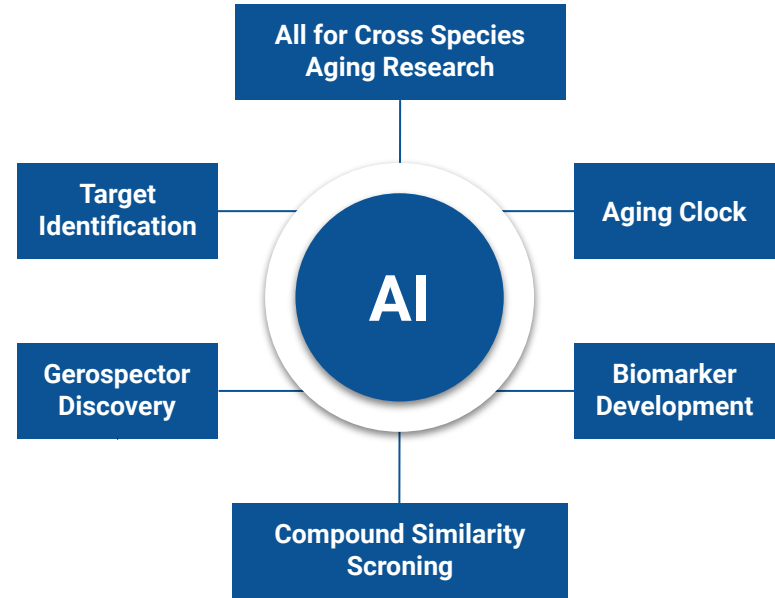 All for Cross Species
Aging Research
Target
Identification
Aging Clock
AI
Gerospector
Discovery
Biomarker
Development
Compound Similarity
Scroning